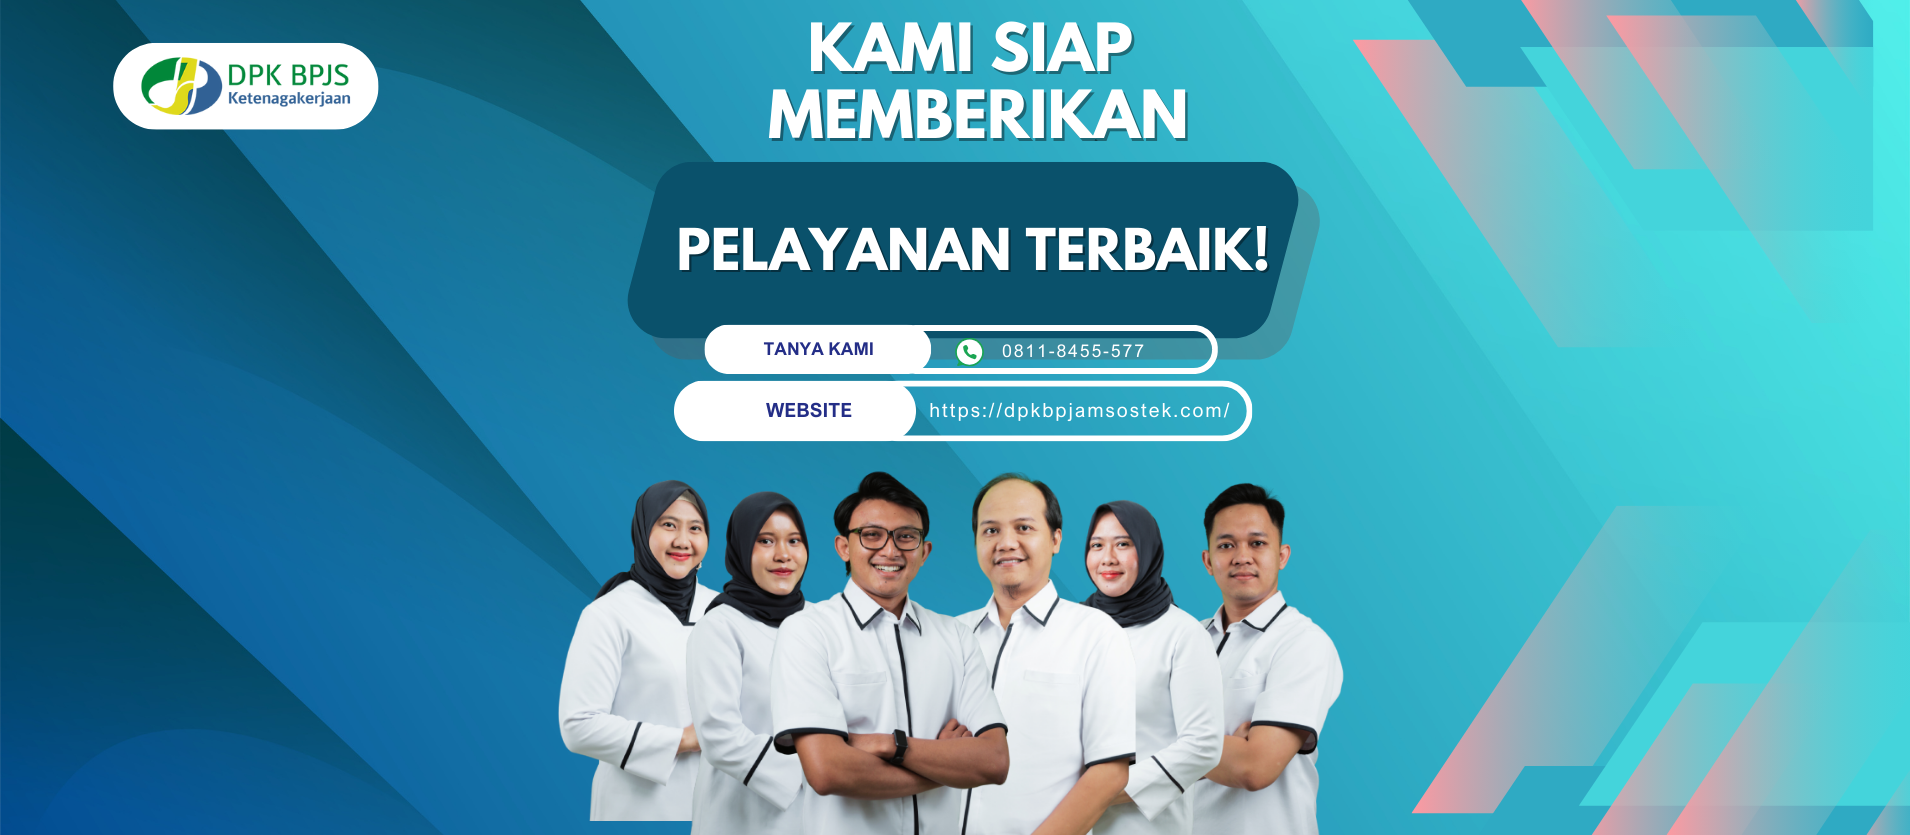 DPK BPJS
Ketenagakerjaan
KAMI SIAP
MEMBERIKAN
PELAYANAN TERBAIK!
TANYA KAMI 0811-8455-577
WEBSITE https://dpkbpjamsostek.com/